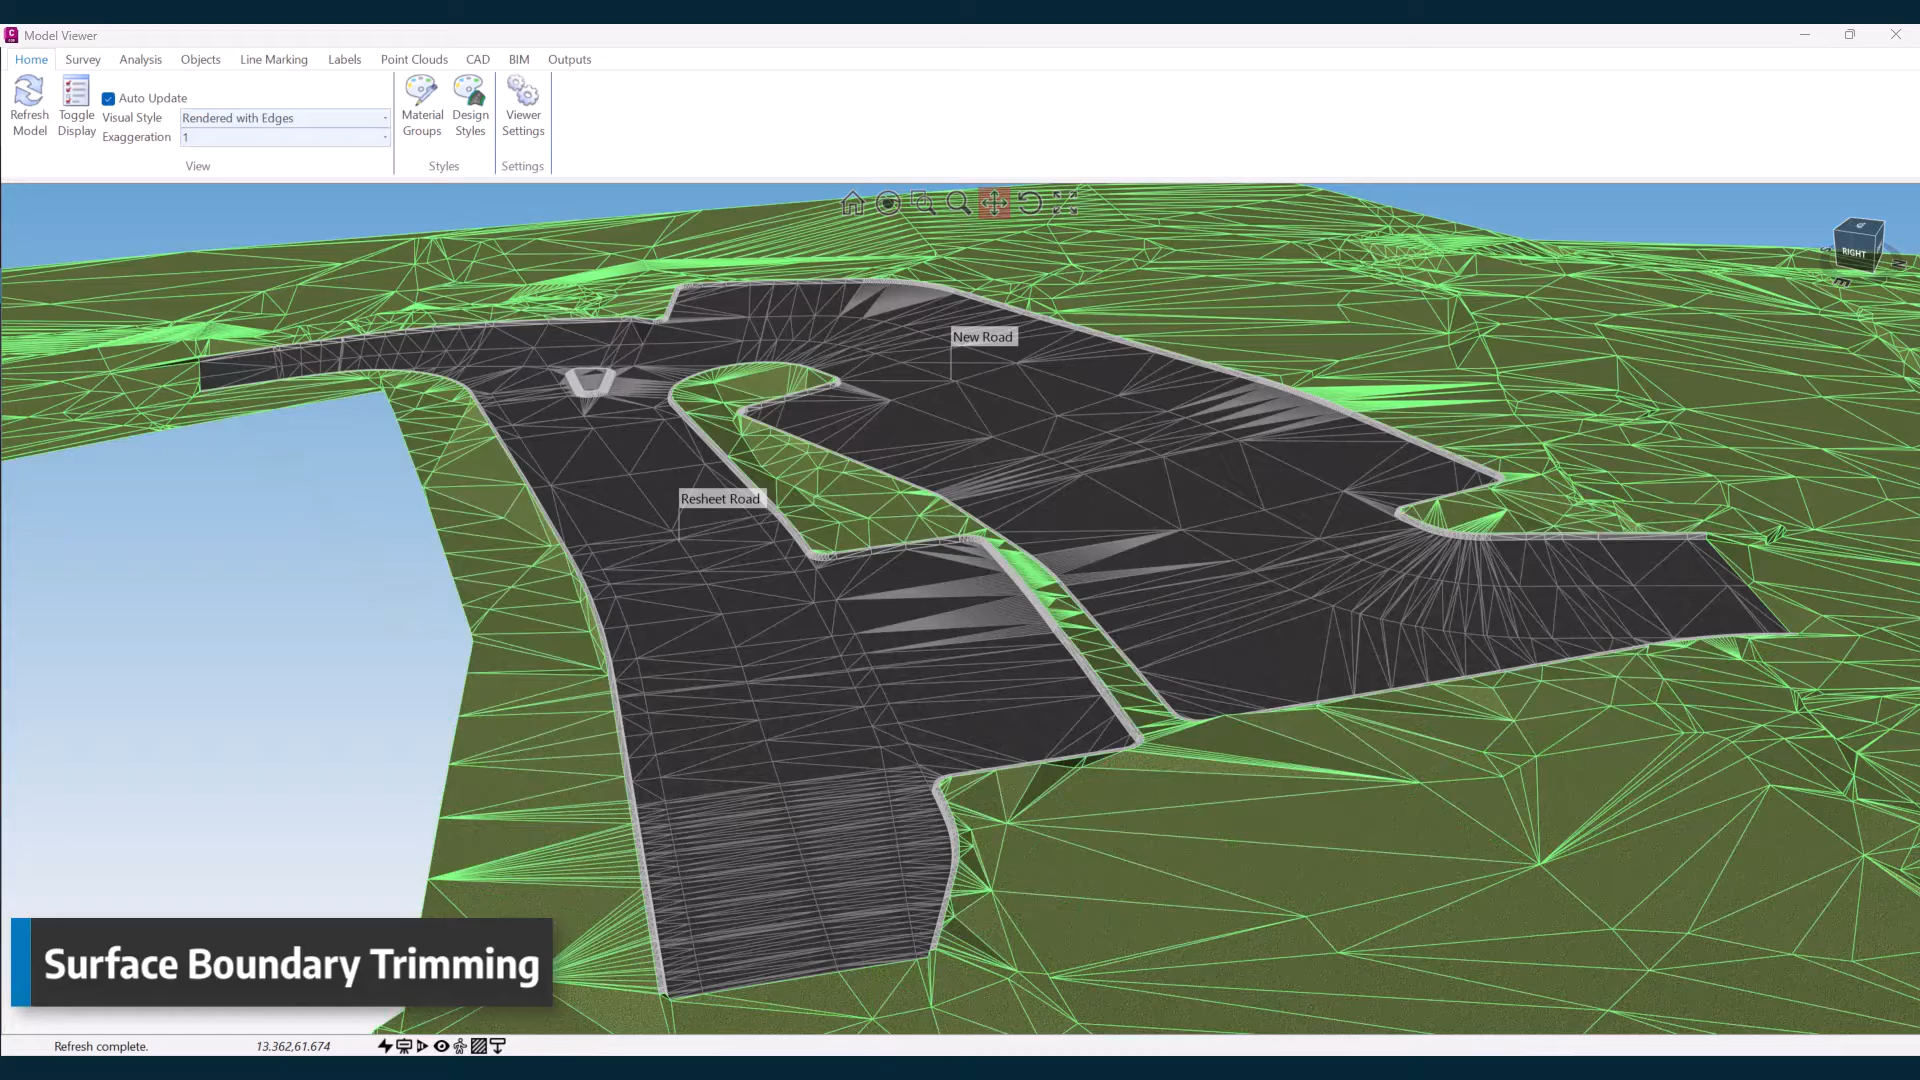 Model Viewer
Home Survey Analysis Objects Line Marking Labels Point Clouds CAD BIM Outputs
Refresh Model
Toggle Display
Auto Update
Visual Style Rendered with Edges
Exaggeration 1
Material Groups
Design Styles
Viewer Settings
View Styles Settings
RIGHT
New Road
Resheet Road
Surface Boundary Trimming
Refresh complete. 13.362,61.674